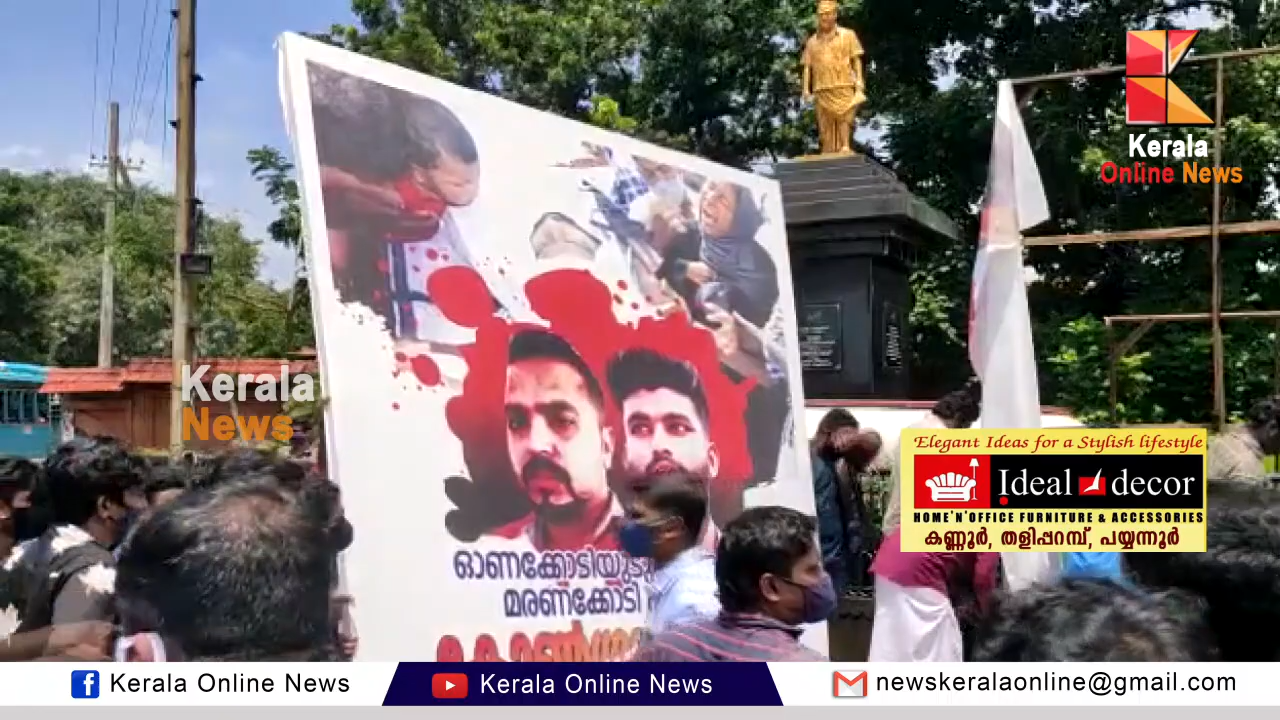 Kerala
Online News
Kerala
News
Elegant Ideas for a Stylish lifestyle
Ideal decor
HOME'N'OFFICE FURNITURE & ACCESSORIES
കണ്ണൂർ, തളിപ്പറമ്പ്, പയ്യന്നൂർ
മരണക്കോടി
Kerala Online News
Kerala Online News
newskeralaonline@gmail.com